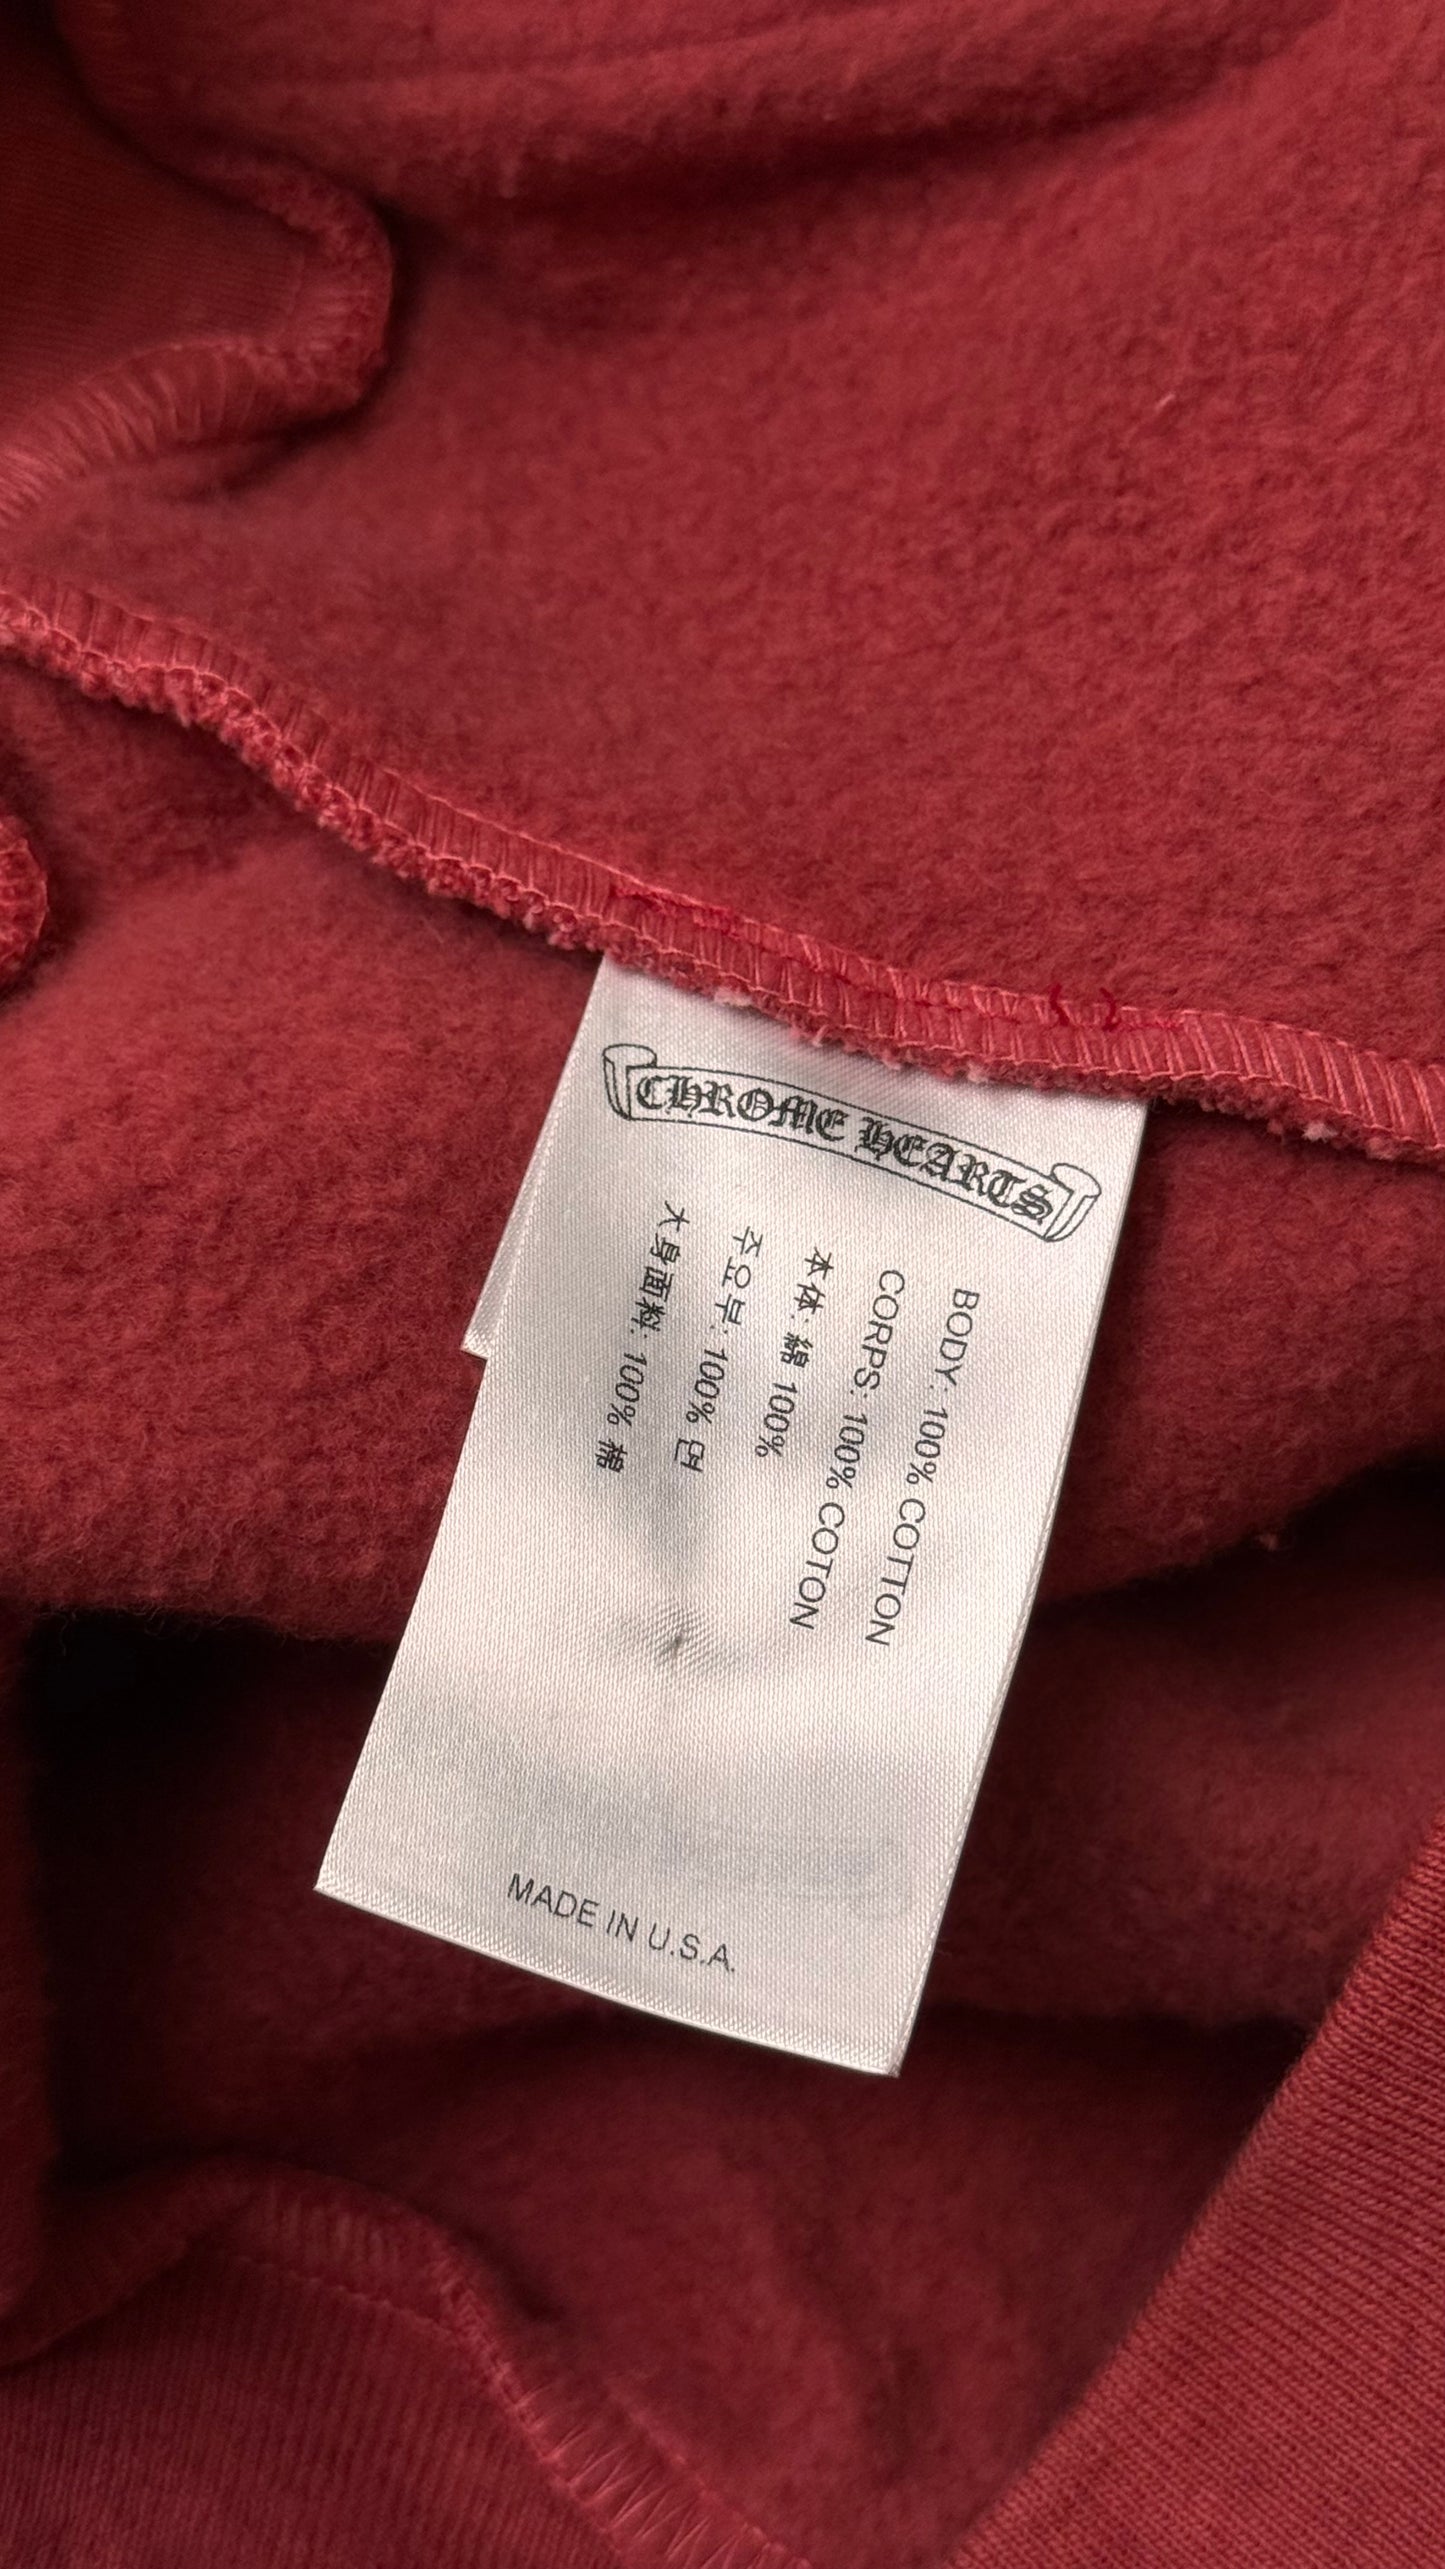 CHROME HEARTS
BODY: 100% COTTON
CORPS: 100% COTON
本体: 綿 100%
주요부: 100% 면
大身面料: 100% 棉
MADE IN U.S.A.